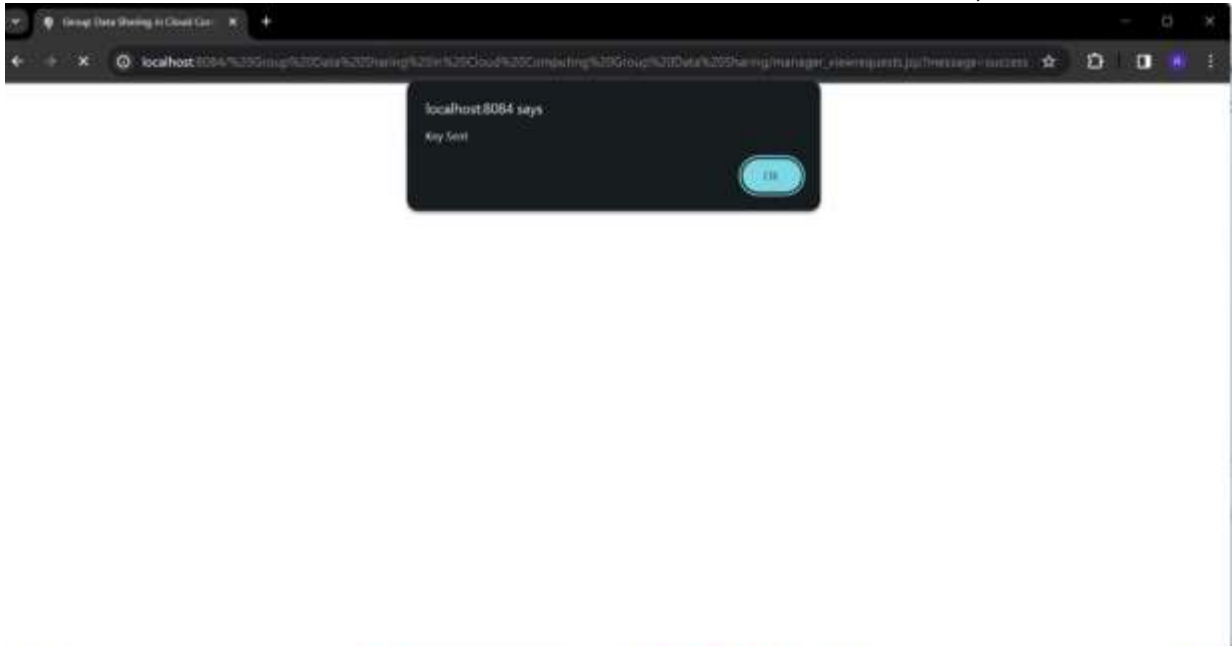 Group Data Sharing in Cloud Co
localhost:8084/%20Group%20Data%20Sharing%20in%20Cloud%20Computing%20Group%20Data%20Sharing/manager_viewrequests.jsp?message=success
localhost:8084 says
Key Sent
OK